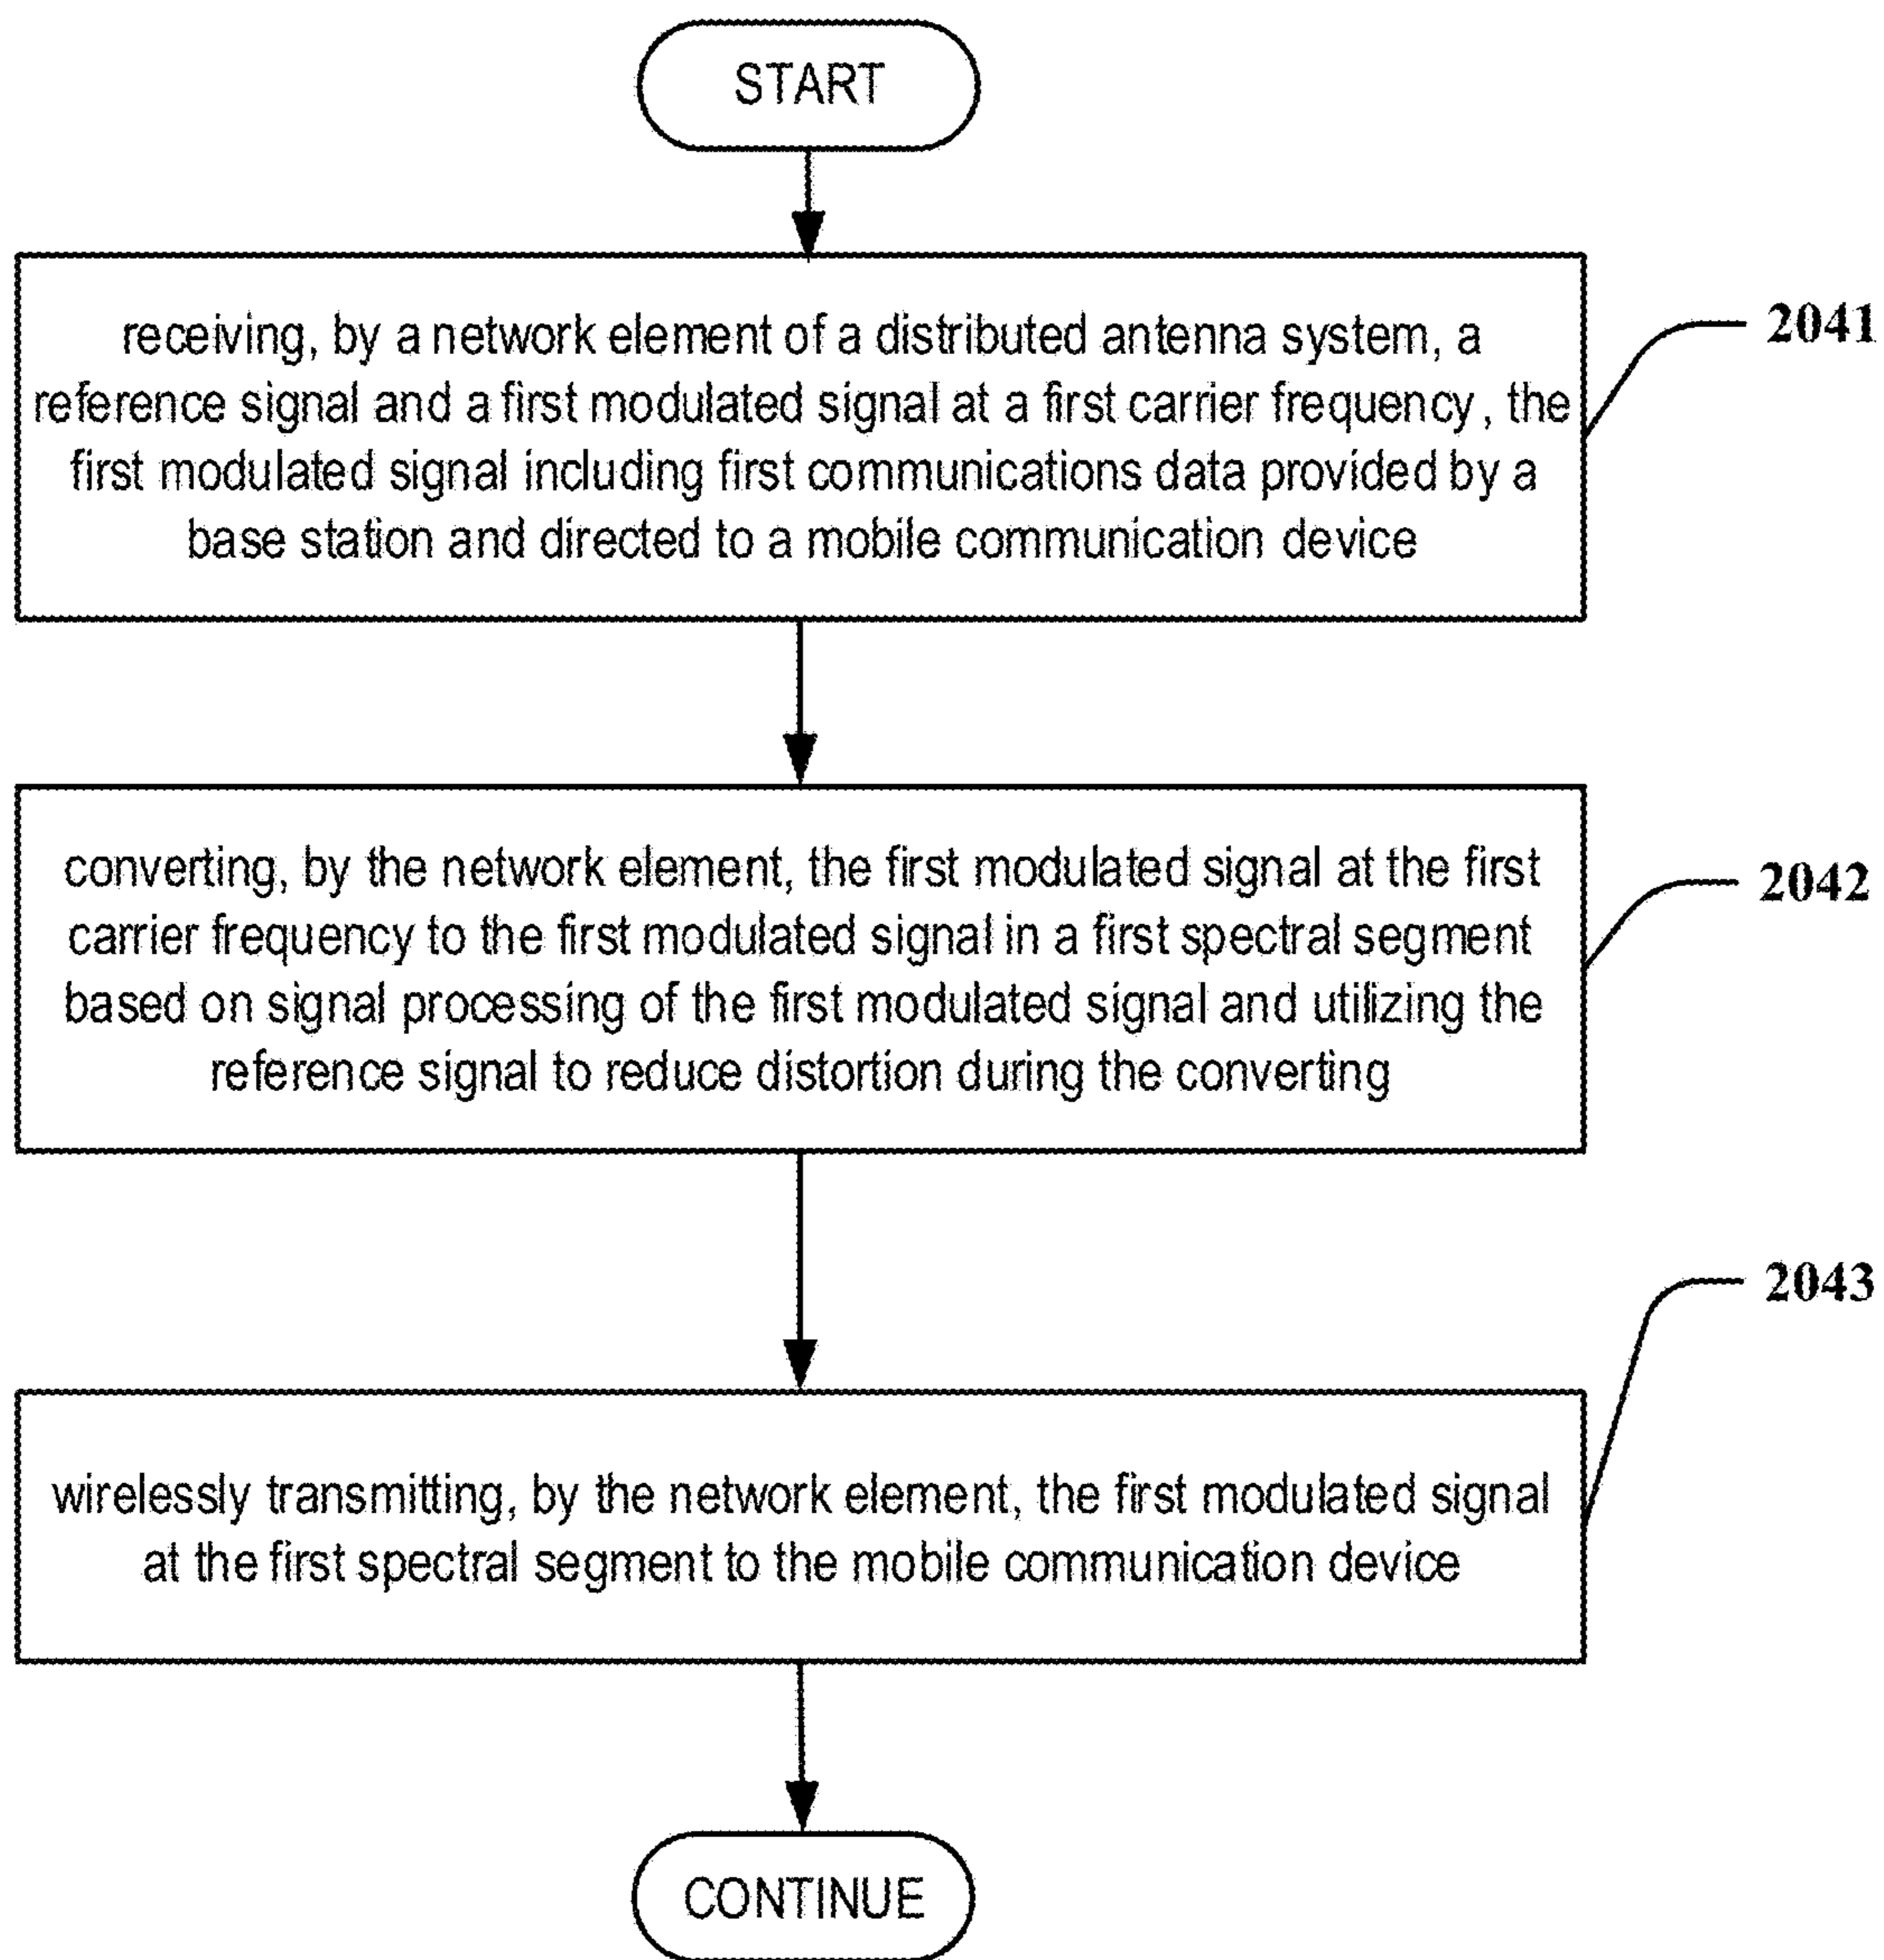 START
receiving, by a network element of a distributed antenna system, a
reference signal and a first modulated signal at a first carrier frequency, the
first modulated signal including first communications data provided by a
base station and directed to a mobile communication device
2041
converting, by the network element, the first modulated signal at the first
carrier frequency to the first modulated signal in a first spectral segment
based on signal processing of the first modulated signal and utilizing the
reference signal to reduce distortion during the converting
2042
wirelessly transmitting, by the network element, the first modulated signal
at the first spectral segment to the mobile communication device
2043
CONTINUE